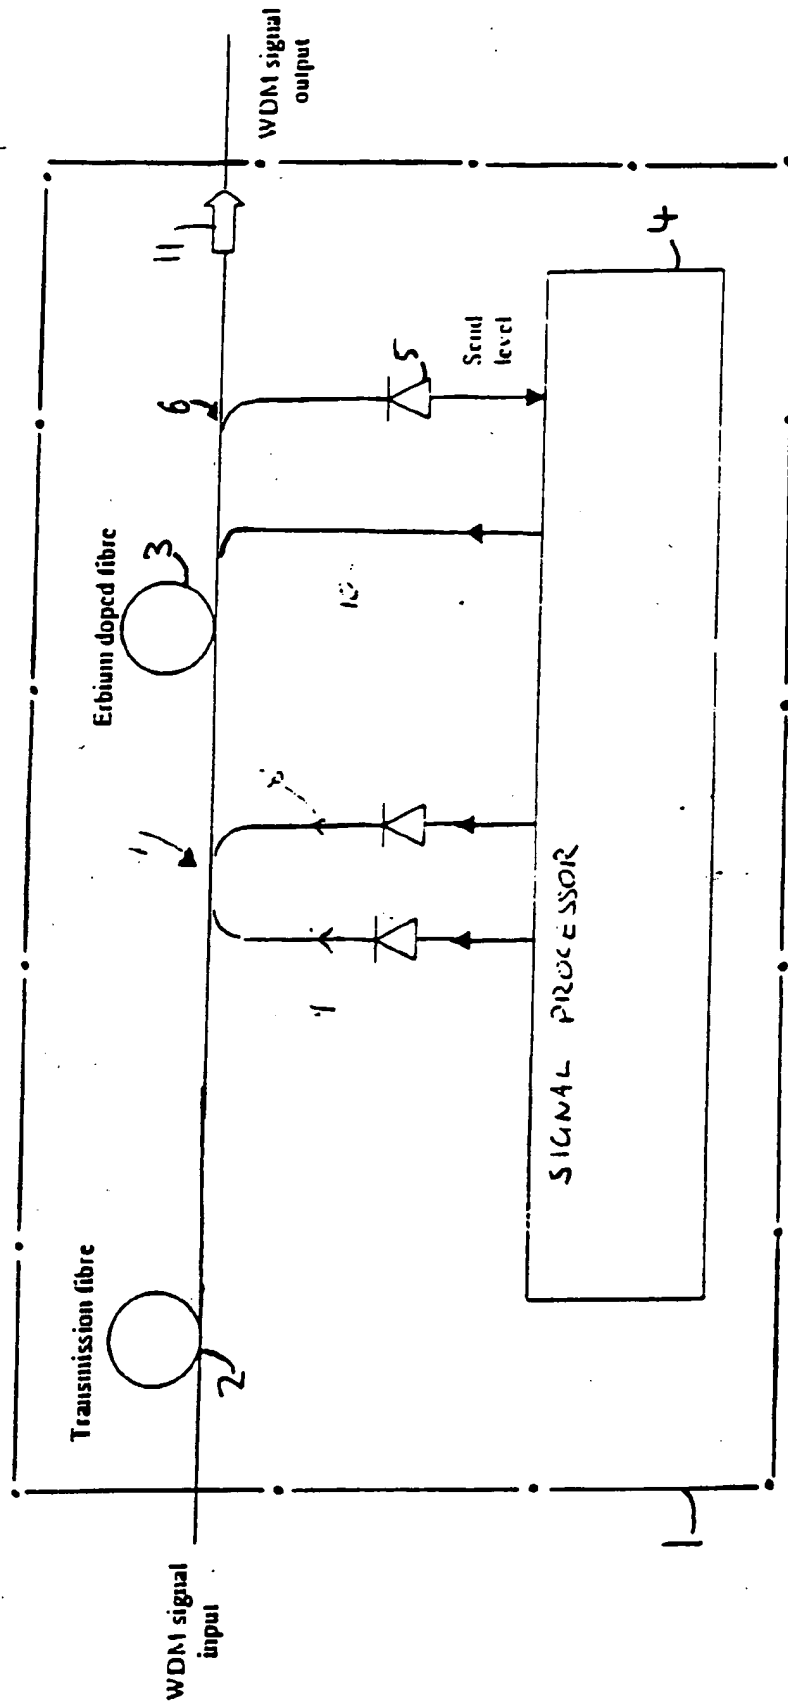 WDM signal
input
Transmission fibre
2
Erbium doped fibre
3
6
11
WDM signal
output
5
Send
level
10
SIGNAL PROCESSOR
4
1